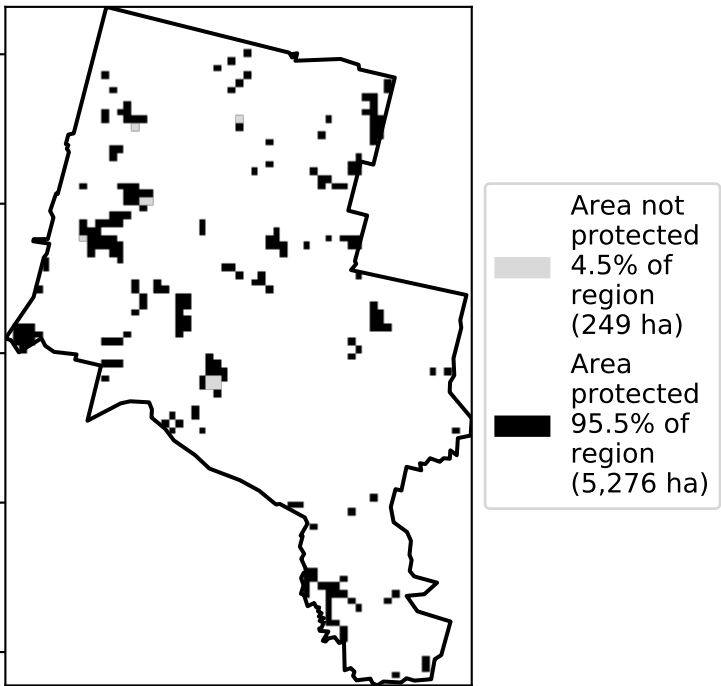 Area not
protected
4.5% of
region
(249 ha)
Area
protected
95.5% of
region
(5,276 ha)